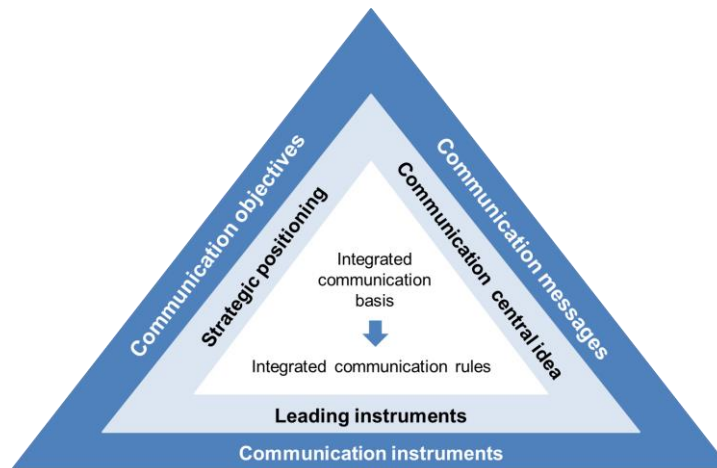 Communication objectives
Communication messages
Strategic positioning
Communication central idea
Integrated
communication
basis
Integrated communication rules
Leading instruments
Communication instruments